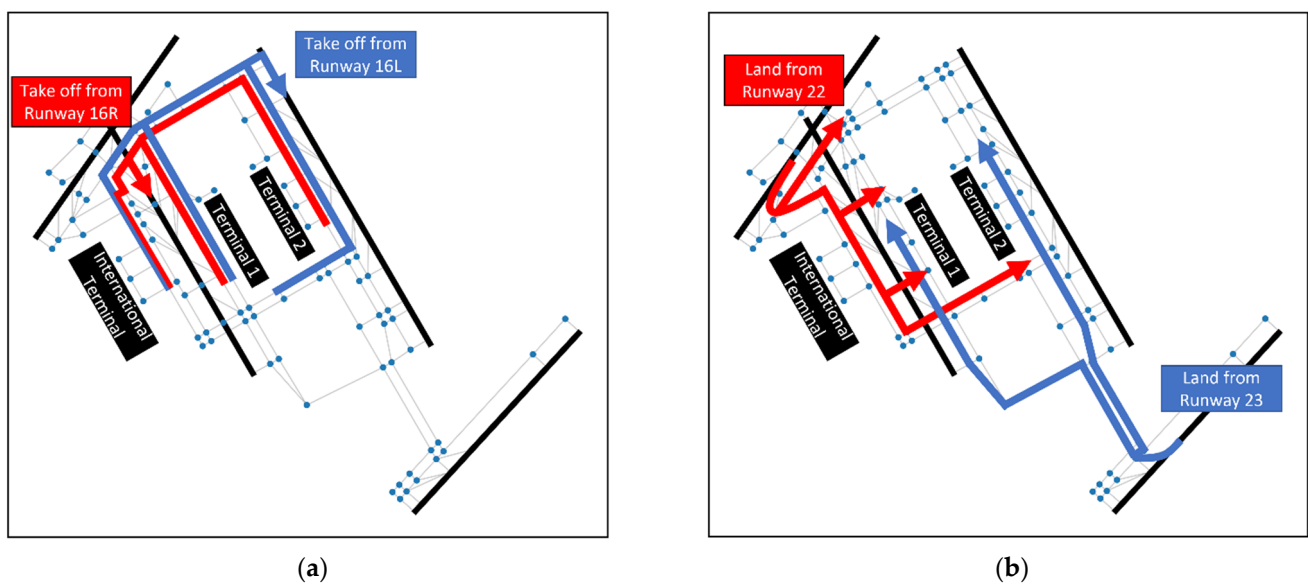 Take off from
Runway 16R
Take off from
Runway 16L
Terminal 1
Terminal 2
International
Terminal
(a)
Land from
Runway 22
Terminal 1
Terminal 2
International
Terminal
Land from
Runway 23
(b)